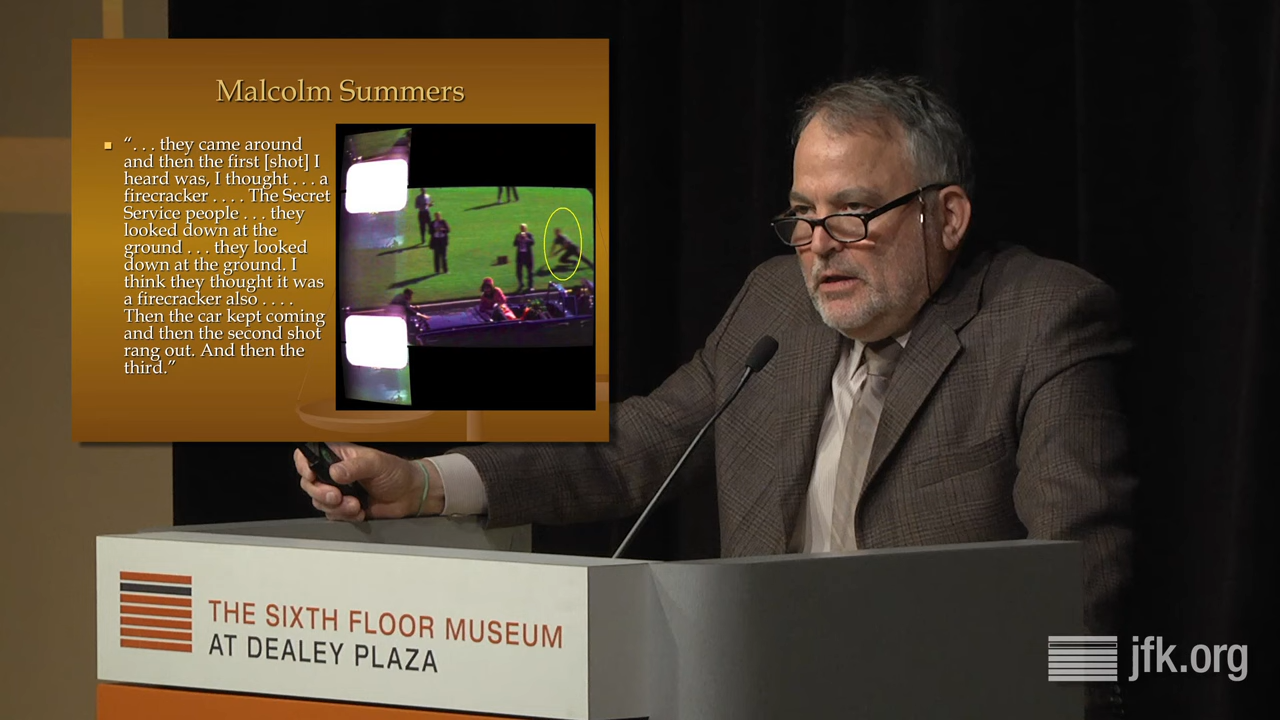 Malcolm Summers
“. . . they came around
and then the first [shot] I
heard was, I thought . . . a
firecracker . . . . The Secret
Service people . . . they
looked down at the
ground . . . they looked
down at the ground. I
think they thought it was
a firecracker also . . . .
Then the car kept coming
and then the second shot
rang out. And then the
third.”
THE SIXTH FLOOR MUSEUM
AT DEALEY PLAZA
jfk.org